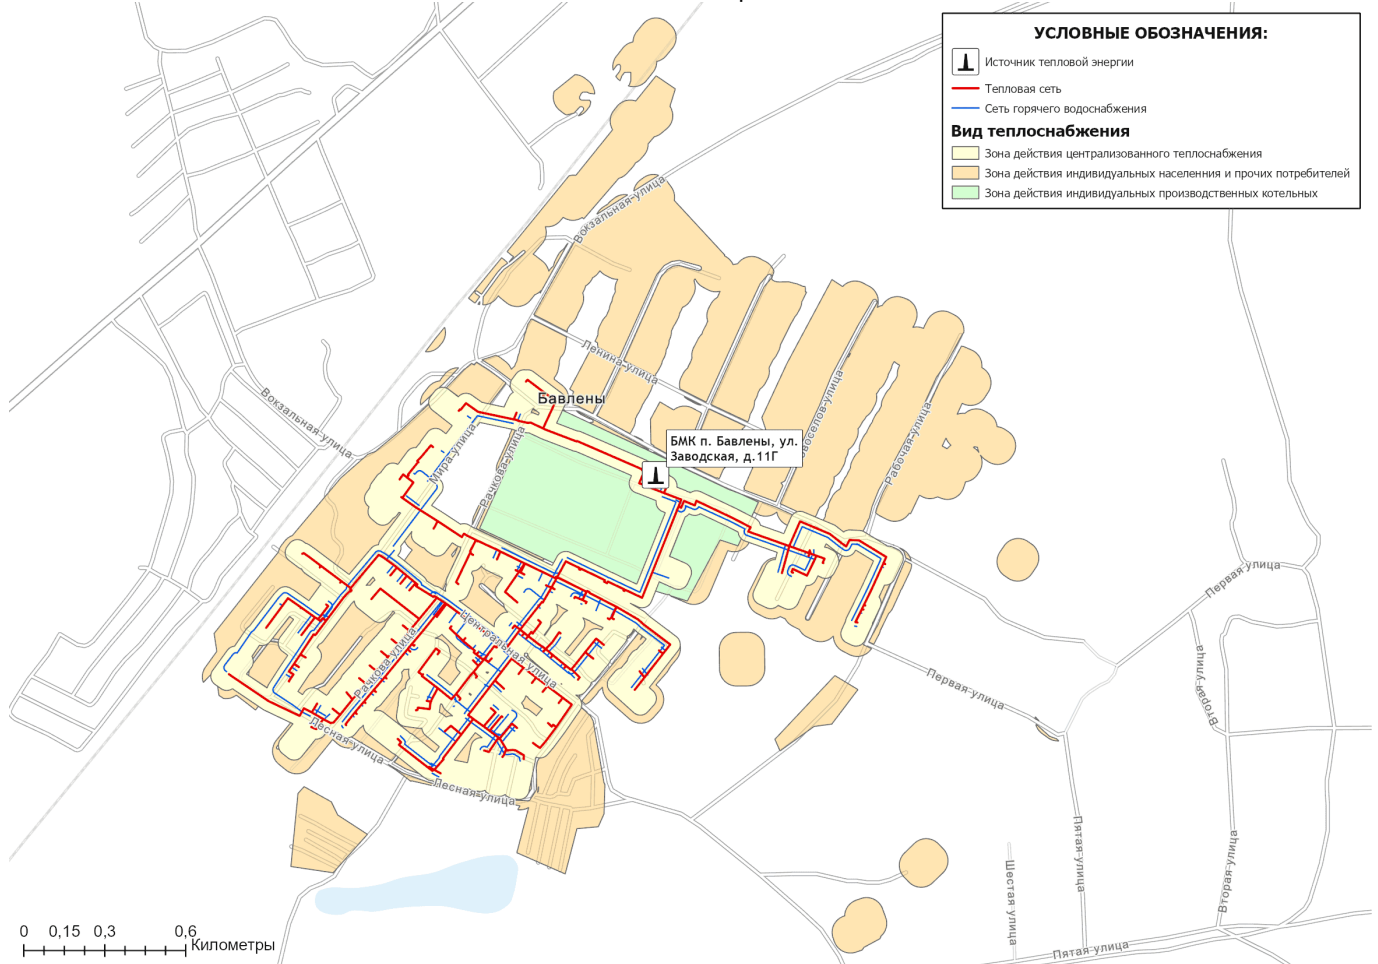 УСЛОВНЫЕ ОБОЗНАЧЕНИЯ:
Источник тепловой энергии
Тепловая сеть
Сеть горячего водоснабжения
Вид теплоснабжения
Зона действия централизованного теплоснабжения
Зона действия индивидуальных населенния и прочих потребителей
Зона действия индивидуальных производственных котельных
Вокзальная улица
Ленина улица
Вокзальная улица
Бавлены
Мира улица
Рачкова улица
БМК п. Бавлены, ул.
Заводская, д.11Г
Рабочая улица
Первая улица
Центральная улица
Рачкова улица
Первая улица
Вторая улица
Лесная улица
Лесная улица
Пятая улица
Шестая улица
Вторая улица
Пятая улица
0 0,15 0,3 0,6
Километры